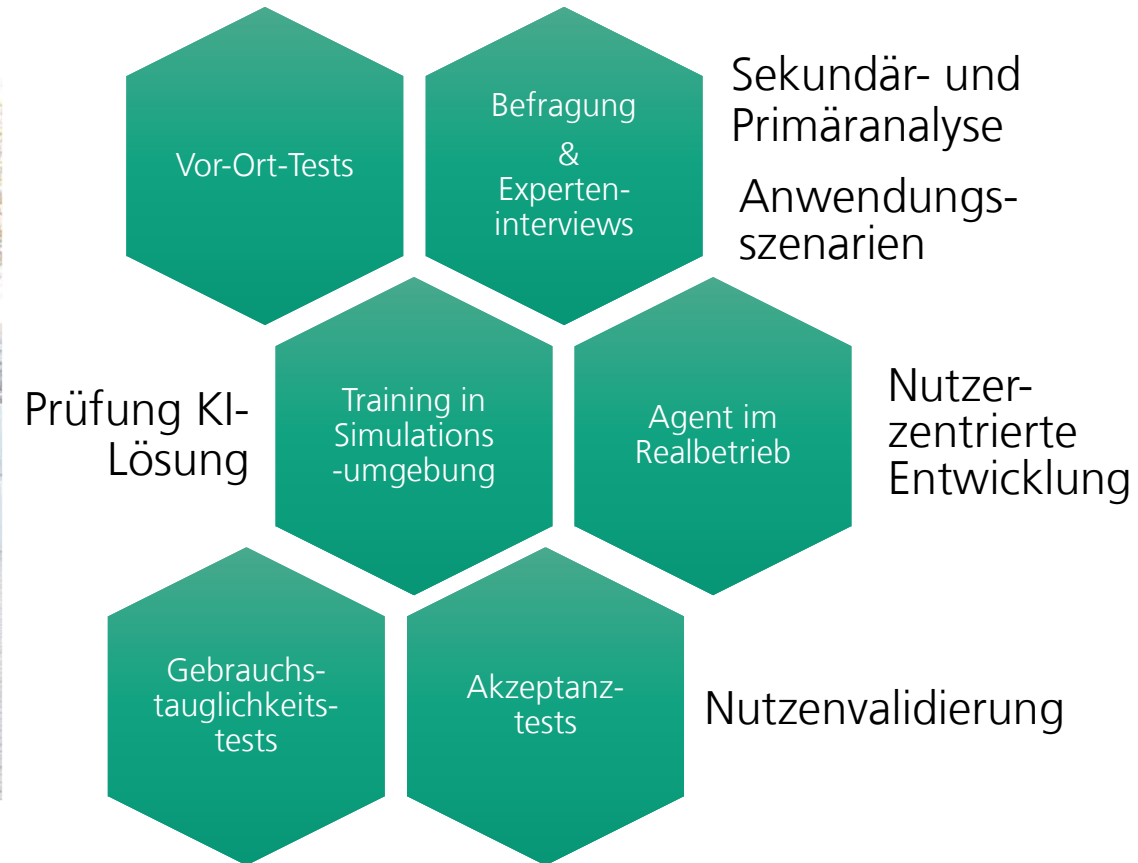 Vor-Ort-Tests
Befragung
&
Experten-
interviews
Sekundär- und
Primäranalyse
Anwendungs-
szenarien
Prüfung KI-
Lösung
Training in
Simulations
-umgebung
Agent im
Realbetrieb
Nutzer-
zentrierte
Entwicklung
Gebrauchs-
tauglichkeits-
tests
Akzeptanz-
tests
Nutzenvalidierung